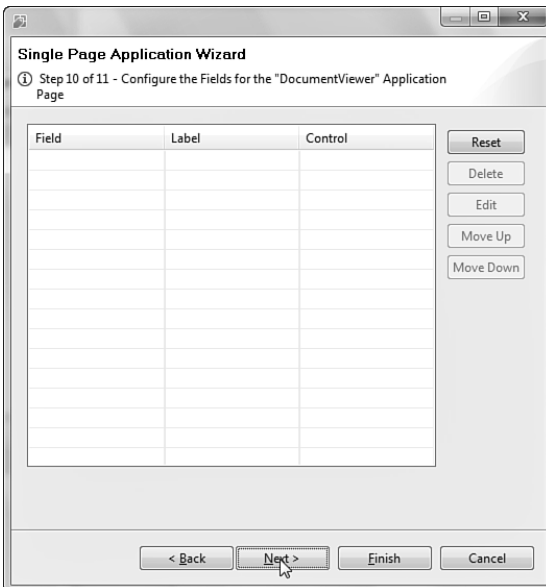 Single Page Application Wizard
Step 10 of 11 - Configure the Fields for the "DocumentViewer" Application
Page
Field Label Control
Reset
Delete
Edit
Move Up
Move Down
< Back Next > Finish Cancel